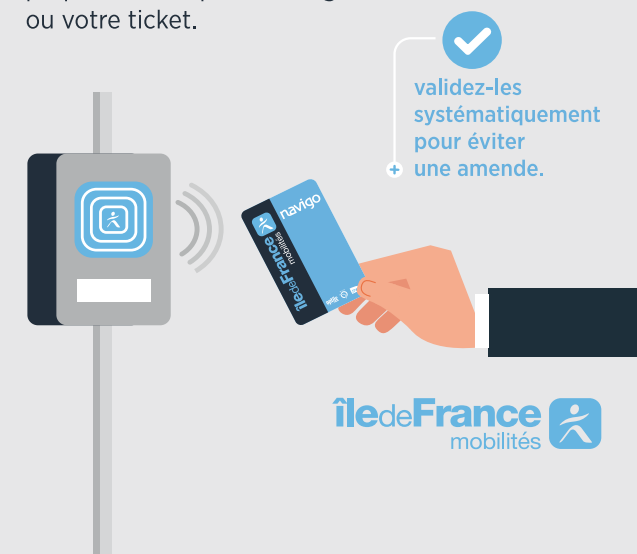 ou votre ticket.
validez-les
systématiquement
pour éviter
une amende.
navigo
îledeFrance
mobilités
îledeFrance
mobilités